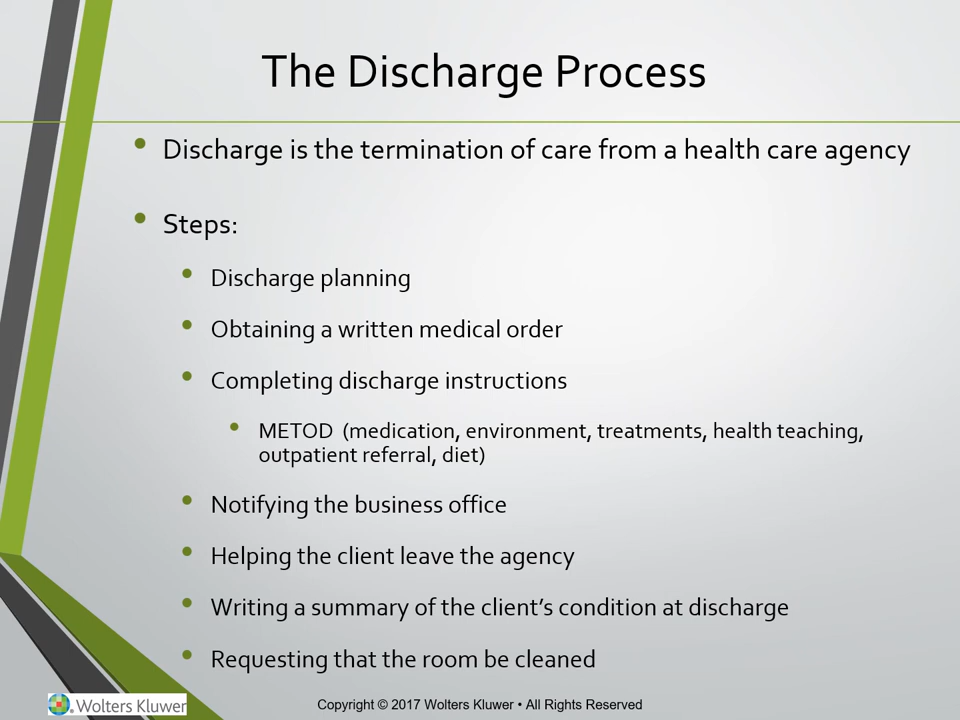 The Discharge Process
• Discharge is the termination of care from a health care agency
• Steps:
• Discharge planning
• Obtaining a written medical order
• Completing discharge instructions
• METOD  (medication, environment, treatments, health teaching,
outpatient referral, diet)
• Notifying the business office
• Helping the client leave the agency
• Writing a summary of the client’s condition at discharge
• Requesting that the room be cleaned
Wolters Kluwer
Copyright © 2017 Wolters Kluwer • All Rights Reserved